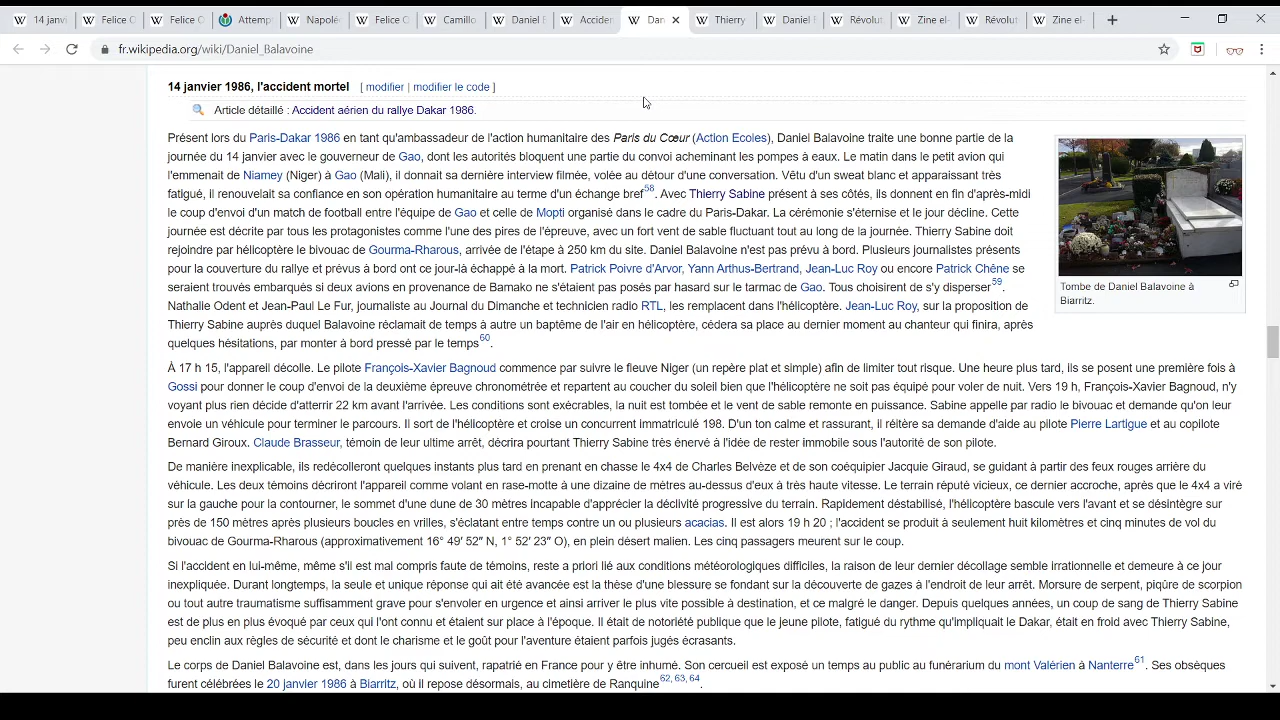 14 janvi
Felice C
Felice C
Attemp
Napolé
Felice C
Camillo
Daniel E
Acciden
Dan
Thierry
Daniel E
Révolut
Zine el-
Révolut
Zine el-
fr.wikipedia.org/wiki/Daniel_Balavoine
14 janvier 1986, l'accident mortel [ modifier | modifier le code ]
Article détaillé : Accident aérien du rallye Dakar 1986.
Présent lors du Paris-Dakar 1986 en tant qu'ambassadeur de l'action humanitaire des Paris du Cœur (Action Ecoles), Daniel Balavoine traite une bonne partie de la
journée du 14 janvier avec le gouverneur de Gao, dont les autorités bloquent une partie du convoi acheminant les pompes à eaux. Le matin dans le petit avion qui
l'emmenait de Niamey (Niger) à Gao (Mali), il donnait sa dernière interview filmée, volée au détour d'une conversation. Vêtu d'un sweat blanc et apparaissant très
fatigué, il renouvelait sa confiance en son opération humanitaire au terme d'un échange bref58. Avec Thierry Sabine présent à ses côtés, ils donnent en fin d'après-midi
le coup d'envoi d'un match de football entre l'équipe de Gao et celle de Mopti organisé dans le cadre du Paris-Dakar. La cérémonie s'éternise et le jour décline. Cette
journée est décrite par tous les protagonistes comme l'une des pires de l'épreuve, avec un fort vent de sable fluctuant tout au long de la journée. Thierry Sabine doit
rejoindre par hélicoptère le bivouac de Gourma-Rharous, arrivée de l'étape à 250 km du site. Daniel Balavoine n'est pas prévu à bord. Plusieurs journalistes présents
pour la couverture du rallye et prévus à bord ont ce jour-là échappé à la mort. Patrick Poivre d'Arvor, Yann Arthus-Bertrand, Jean-Luc Roy ou encore Patrick Chêne se
seraient trouvés embarqués si deux avions en provenance de Bamako ne s'étaient pas posés par hasard sur le tarmac de Gao. Tous choisirent de s'y disperser59.
Nathalie Odent et Jean-Paul Le Fur, journaliste au Journal du Dimanche et technicien radio RTL, les remplacent dans l'hélicoptère. Jean-Luc Roy, sur la proposition de
Thierry Sabine auprès duquel Balavoine réclamait de temps à autre un baptême de l'air en hélicoptère, cédera sa place au dernier moment au chanteur qui finira, après
quelques hésitations, par monter à bord pressé par le temps60.
Tombe de Daniel Balavoine à
Biarritz.
À 17 h 15, l'appareil décolle. Le pilote François-Xavier Bagnoud commence par suivre le fleuve Niger (un repère plat et simple) afin de limiter tout risque. Une heure plus tard, ils se posent une première fois à
Gossi pour donner le coup d'envoi de la deuxième épreuve chronométrée et repartent au coucher du soleil bien que l'hélicoptère ne soit pas équipé pour voler de nuit. Vers 19 h, François-Xavier Bagnoud, n'y
voyant plus rien décide d'atterrir 22 km avant l'arrivée. Les conditions sont exécrables, la nuit est tombée et le vent de sable remonte en puissance. Sabine appelle par radio le bivouac et demande qu'on leur
envoie un véhicule pour terminer le parcours. Il sort de l'hélicoptère et croise un concurrent immatriculé 198. D'un ton calme et rassurant, il réitère sa demande d'aide au pilote Pierre Lartigue et au copilote
Bernard Giroux. Claude Brasseur, témoin de leur ultime arrêt, décrira pourtant Thierry Sabine très énervé à l'idée de rester immobile sous l'autorité de son pilote.
De manière inexplicable, ils redécolleront quelques instants plus tard en prenant en chasse le 4x4 de Charles Belvèze et de son coéquipier Jacquie Giraud, se guidant à partir des feux rouges arrière du
véhicule. Les deux témoins décriront l'appareil comme volant en rase-motte à une dizaine de mètres au-dessus d'eux à très haute vitesse. Le terrain réputé vicieux, ce dernier accroche, après que le 4x4 a viré
sur la gauche pour la contourner, le sommet d'une dune de 30 mètres incapable d'apprécier la déclivité progressive du terrain. Rapidement déstabilisé, l'hélicoptère bascule vers l'avant et se désintègre sur
près de 150 mètres après plusieurs boucles en vrilles, s'éclatant entre temps contre un ou plusieurs acacias. Il est alors 19 h 20 ; l'accident se produit à seulement huit kilomètres et cinq minutes de vol du
bivouac de Gourma-Rharous (approximativement 16° 49′ 52″ N, 1° 52′ 23″ O), en plein désert malien. Les cinq passagers meurent sur le coup.
Si l'accident en lui-même, même s'il est mal compris faute de témoins, reste a priori lié aux conditions météorologiques difficiles, la raison de leur dernier décollage semble irrationnelle et demeure à ce jour
inexpliquée. Durant longtemps, la seule et unique réponse qui ait été avancée est la thèse d'une blessure se fondant sur la découverte de gazes à l'endroit de leur arrêt. Morsure de serpent, piqûre de scorpion
ou tout autre traumatisme suffisamment grave pour s'envoler en urgence et ainsi arriver le plus vite possible à destination, et ce malgré le danger. Depuis quelques années, un coup de sang de Thierry Sabine
est de plus en plus évoqué par ceux qui l'ont connu et étaient sur place à l'époque. Il était de notoriété publique que le jeune pilote, fatigué du rythme qu'impliquait le Dakar, était en froid avec Thierry Sabine,
peu enclin aux règles de sécurité et dont le charisme et le goût pour l'aventure étaient parfois jugés écrasants.
Le corps de Daniel Balavoine est, dans les jours qui suivent, rapatrié en France pour y être inhumé. Son cercueil est exposé un temps au public au funérarium du mont Valérien à Nanterre61. Ses obsèques
furent célébrées le 20 janvier 1986 à Biarritz, où il repose désormais, au cimetière de Ranquine62, 63, 64.